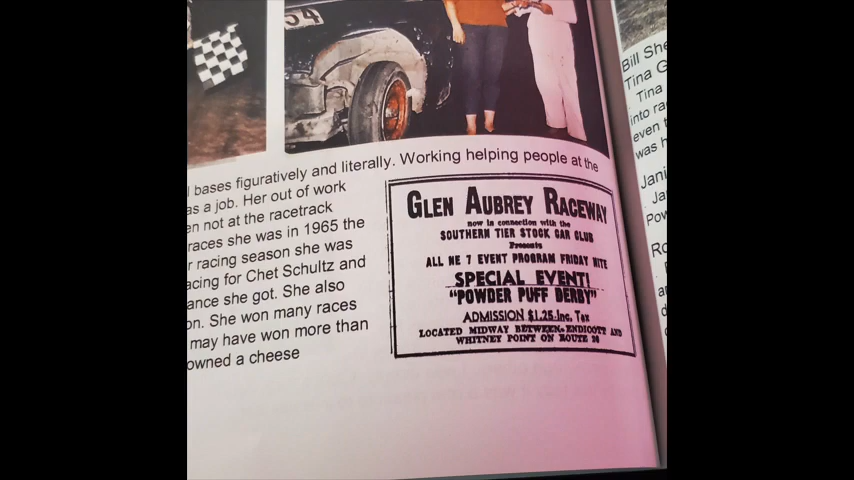 54
l bases figuratively and literally. Working helping people at the
as a job. Her out of work
en not at the racetrack
races she was in 1965 the
r racing season she was
acing for Chet Schultz and
ance she got. She also
on. She won many races
may have won more than
owned a cheese
GLEN AUBREY RACEWAY
now in connection with the
SOUTHERN TIER STOCK CAR CLUB
Presents
ALL NE 7 EVENT PROGRAM FRIDAY NITE
SPECIAL EVENT!
"POWDER PUFF DERBY"
ADMISSION $1.25 Inc. Tax
LOCATED MIDWAY BETWEEN ENDICOTT AND
WHITNEY POINT ON ROUTE 26
Bill She
Tina G
Tina
into ra
even t
was h
Jani
Ja
Pow
Ro